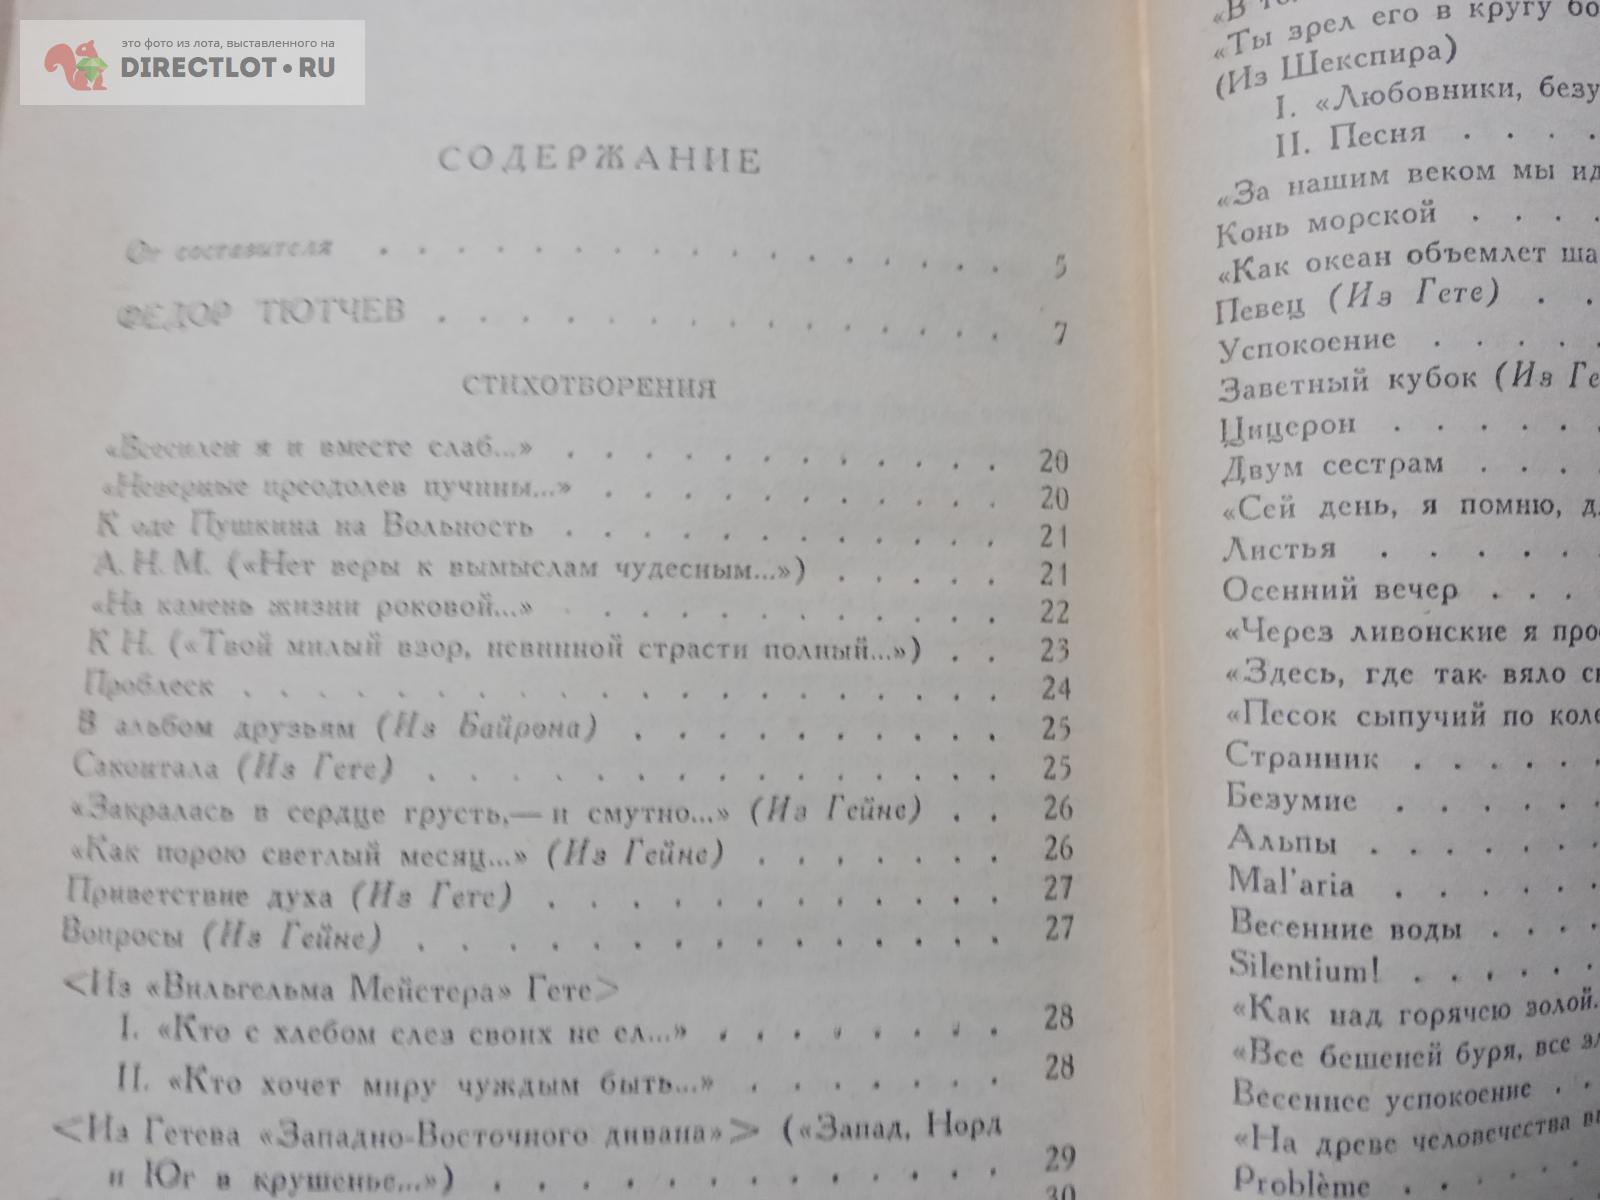 это фото из лота, выставленного на
DIRECTLOT•RU
СОДЕРЖАНИЕ
От составителя . . . . . . . . . . . . . . 5
ФЕДОР ТЮТЧЕВ . . . . . . . . . . . . . . 7
СТИХОТВОРЕНИЯ
«Всесилен я и вместе слаб...» . . . . . . . . . . . 20
«Неверные преодолев пучины...» . . . . . . . . . . 20
К оде Пушкина на Вольность . . . . . . . . . . . 21
А. Н. М. («Нет веры к вымыслам чудесным...») . . . . 21
«На камень жизни роковой...» . . . . . . . . . . . 22
К Н. («Твой милый взор, невинной страсти полный...») . . 23
Проблеск . . . . . . . . . . . . . . . . . . 24
В альбом друзьям (Из Байрона) . . . . . . . . . 25
Саконтала (Из Гете) . . . . . . . . . . . . . . 25
«Закралась в сердце грусть,— и смутно...» (Из Гейне) . . 26
«Как порою светлый месяц...» (Из Гейне) . . . . . . 26
Приветствие духа (Из Гете) . . . . . . . . . . . 27
Вопросы (Из Гейне) . . . . . . . . . . . . . . 27
<Из «Вильгельма Мейстера» Гете>
I. «Кто с хлебом слез своих не ел...» . . . . . . . . 28
II. «Кто хочет миру чуждым быть...» . . . . . . . 28
<Из Гетева «Западно-Восточного дивана»> («Запад, Норд
и Юг в крушенье...») . . . . . . . . . . . . 29
30
«В
«Ты зрел его в кругу
(Из Шекспира)
I. «Любовники,
II. Песня . . . .
«За нашим веком мы
Конь морской . . . .
«Как океан объемлет
Певец (Из Гете) . .
Успокоение . . . . .
Заветный кубок (Из
Цицерон . . . . . .
Двум сестрам . . . .
«Сей день, я помню,
Листья . . . . . .
Осенний вечер . . .
«Через ливонские я
«Здесь, где так вяло
«Песок сыпучий по
Странник . . . . .
Безумие . . . . . .
Альпы . . . . . .
Mal'aria . . . . . .
Весенние воды . . . .
Silentium! . . . . . .
«Как над горячею золой.
«Все бешеней буря, все
Весеннее успокоение . .
«На древе человечества
Problème . . . . . .